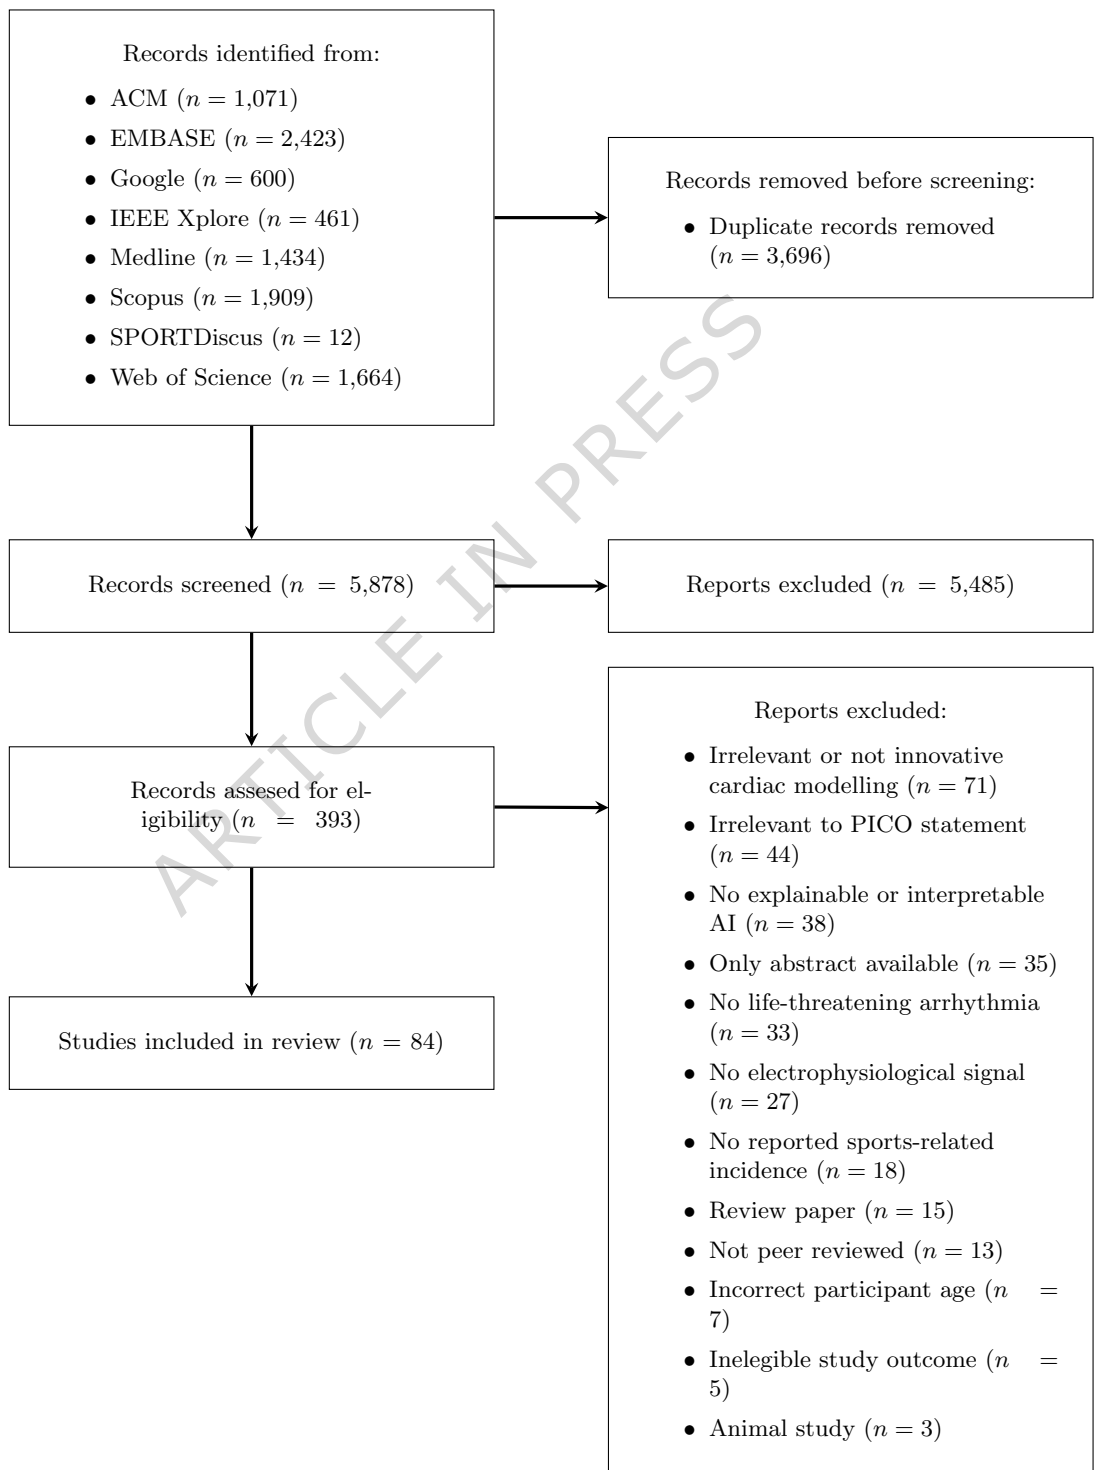 Records identified from:
• ACM (n = 1,071)
• EMBASE (n = 2,423)
• Google (n = 600)
• IEEE Xplore (n = 461)
• Medline (n = 1,434)
• Scopus (n = 1,909)
• SPORTDiscus (n = 12)
• Web of Science (n = 1,664)
Records removed before screening:
• Duplicate records removed
(n = 3,696)
Records screened (n = 5,878)
Reports excluded (n = 5,485)
Records assesed for el-
igibility (n = 393)
Reports excluded:
• Irrelevant or not innovative
cardiac modelling (n = 71)
• Irrelevant to PICO statement
(n = 44)
• No explainable or interpretable
AI (n = 38)
• Only abstract available (n = 35)
• No life-threatening arrhythmia
(n = 33)
• No electrophysiological signal
(n = 27)
• No reported sports-related
incidence (n = 18)
• Review paper (n = 15)
• Not peer reviewed (n = 13)
• Incorrect participant age (n =
7)
• Inelegible study outcome (n =
5)
• Animal study (n = 3)
Studies included in review (n = 84)
ARTICLE IN PRESS